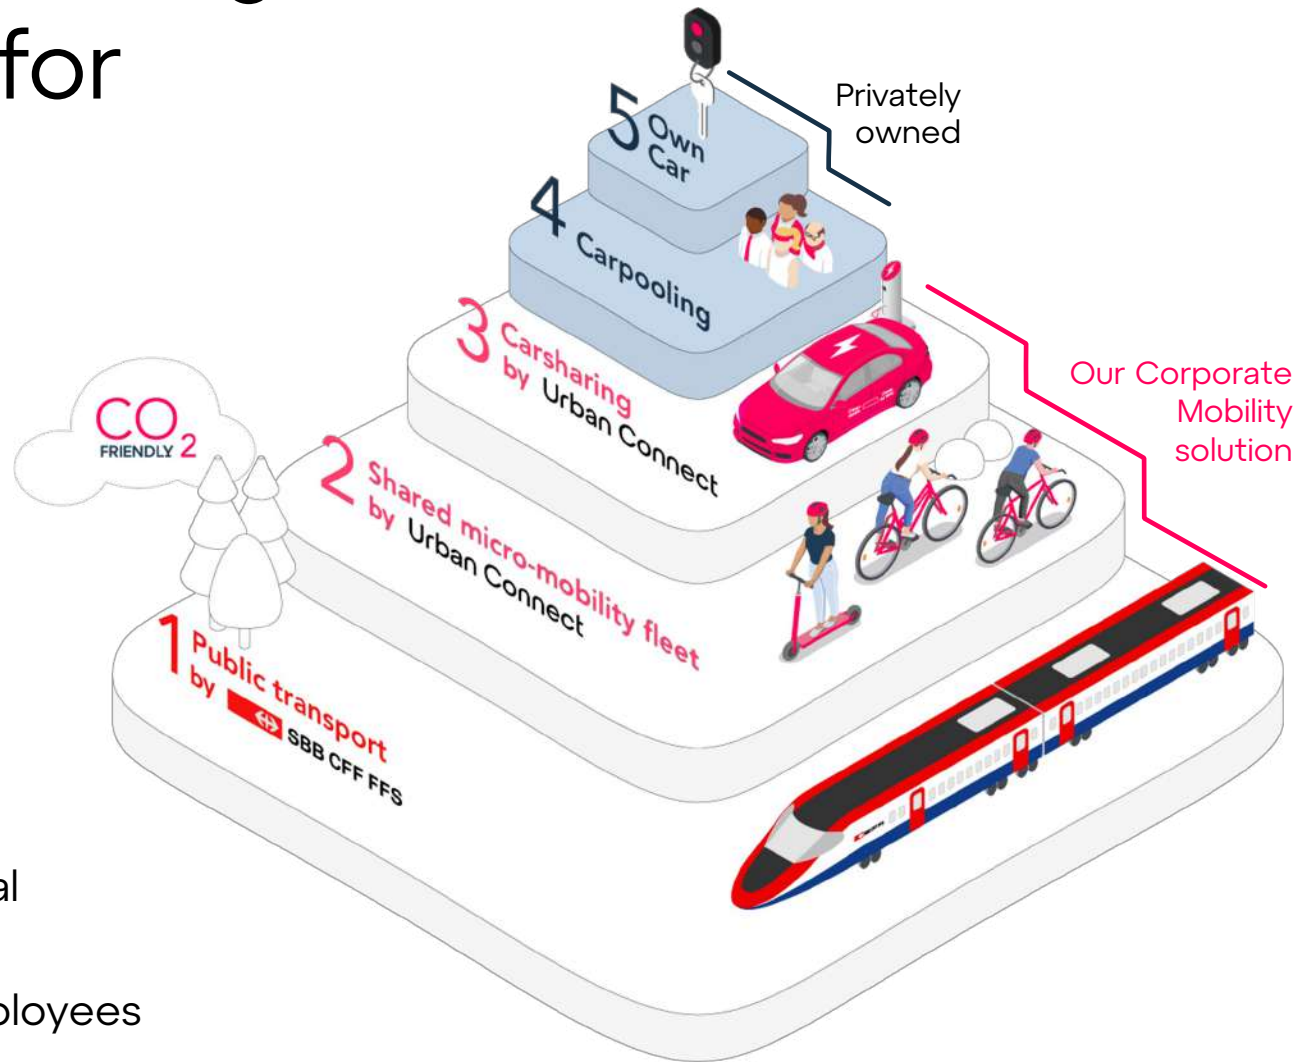 for
Privately
owned
5 Own
Car
4 Carpooling
3 Carsharing
by Urban Connect
Our Corporate
Mobility
solution
CO2
FRIENDLY
2 Shared micro-mobility fleet
by Urban Connect
1 Public transport
by SBB CFF FFS
al
ployees